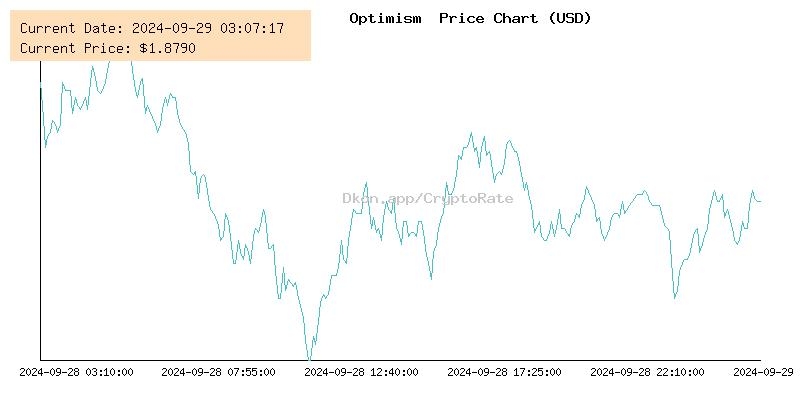 Optimism  Price Chart (USD)
Current Date: 2024-09-29 03:07:17
Current Price: $1.8790
Dkon.app/CryptoRate
2024-09-28 03:10:00 2024-09-28 07:55:00 2024-09-28 12:40:00 2024-09-28 17:25:00 2024-09-28 22:10:00 2024-09-29